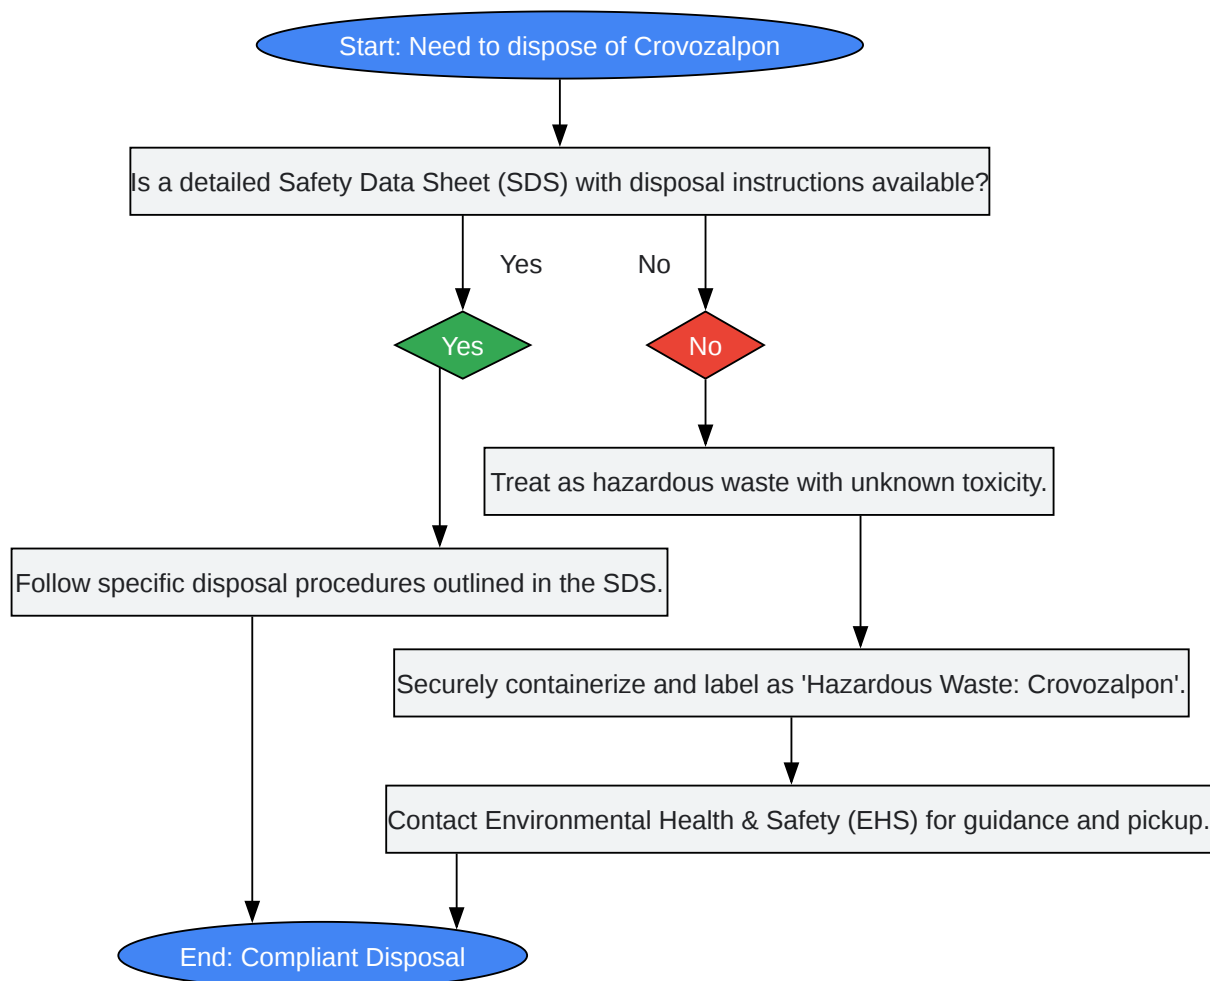 Start: Need to dispose of Crovozalpon
Is a detailed Safety Data Sheet (SDS) with disposal instructions available?
Yes
No
Yes
No
Treat as hazardous waste with unknown toxicity.
Follow specific disposal procedures outlined in the SDS.
Securely containerize and label as 'Hazardous Waste: Crovozalpon'.
Contact Environmental Health & Safety (EHS) for guidance and pickup.
End: Compliant Disposal